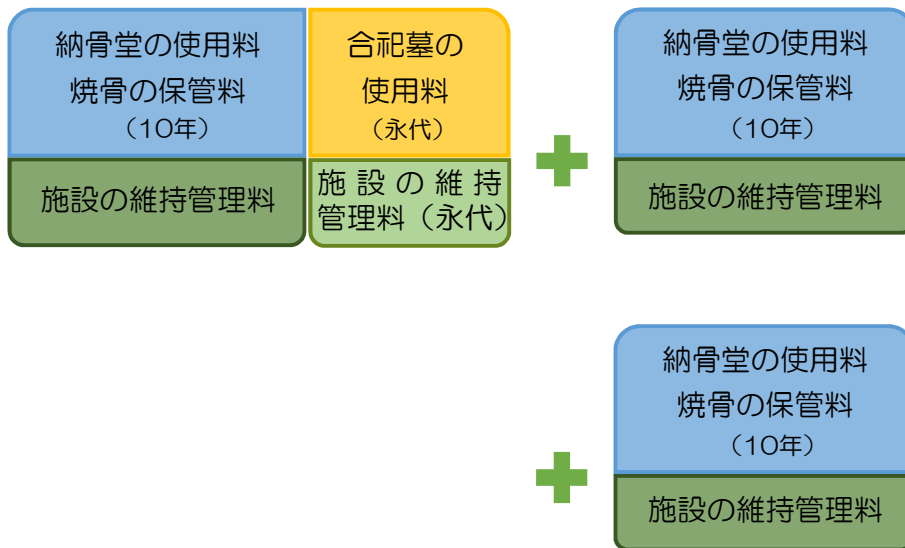 納骨堂の使用料
焼骨の保管料
（10年）
施設の維持管理料
合祀墓の
使用料
（永代）
施設の維持
管理料（永代）
納骨堂の使用料
焼骨の保管料
（10年）
施設の維持管理料
納骨堂の使用料
焼骨の保管料
（10年）
施設の維持管理料